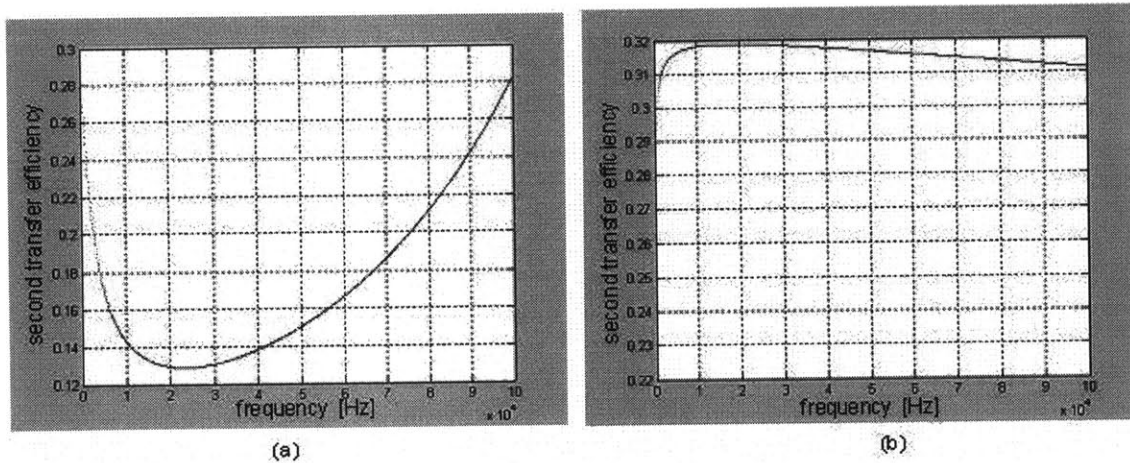 0.3
0.28
0.26
0.24
0.22
0.2
0.18
0.16
0.14
0.12
second transfer efficiency
0 1 2 3 4 5 6 7 8 9 10
frequency [Hz]
× 10⁴
(a)
0.32
0.31
0.3
0.29
0.28
0.27
0.26
0.25
0.24
0.23
0.22
second transfer efficiency
0 1 2 3 4 5 6 7 8 9 10
frequency [Hz]
× 10⁴
(b)